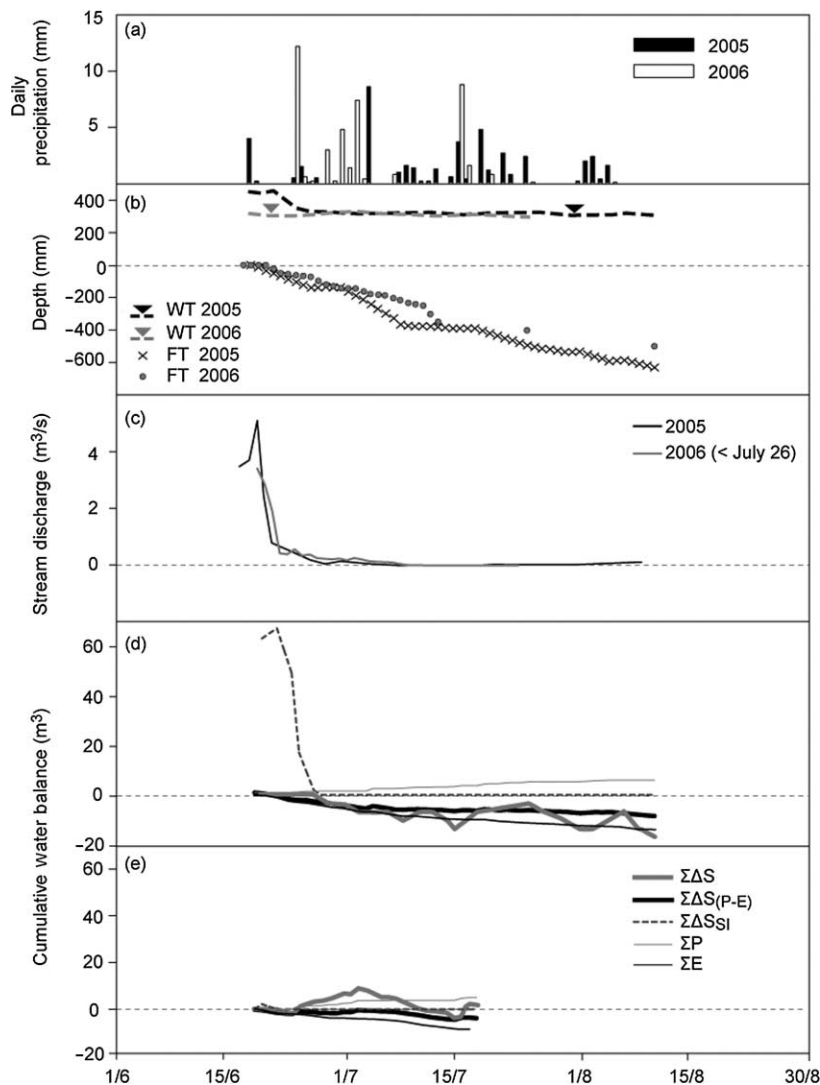 (a)
15
10
5
Daily
precipitation (mm)
2005
2006
(b)
400
200
0
−200
−400
−600
Depth (mm)
WT 2005
WT 2006
FT 2005
FT 2006
(c)
4
2
0
Stream discharge (m³/s)
2005
2006 (< July 26)
(d)
60
40
20
0
−20
Cumulative water balance (m³)
(e)
60
40
20
0
−20
ΣΔS
ΣΔS(P-E)
ΣΔSSI
ΣP
ΣE
1/6 15/6 1/7 15/7 1/8 15/8 30/8